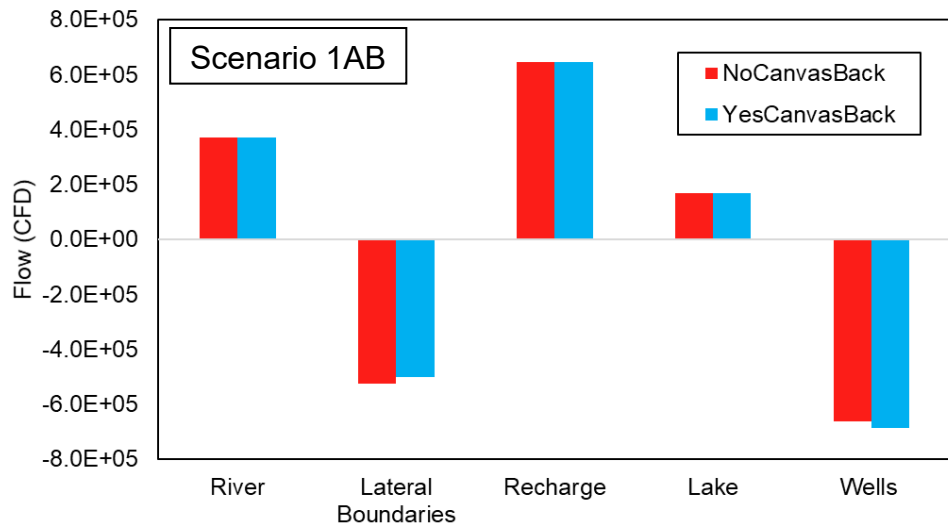 8.0E+05
6.0E+05
4.0E+05
2.0E+05
0.0E+00
-2.0E+05
-4.0E+05
-6.0E+05
-8.0E+05
Flow (CFD)
Scenario 1AB
NoCanvasBack
YesCanvasBack
River
Lateral
Boundaries
Recharge
Lake
Wells